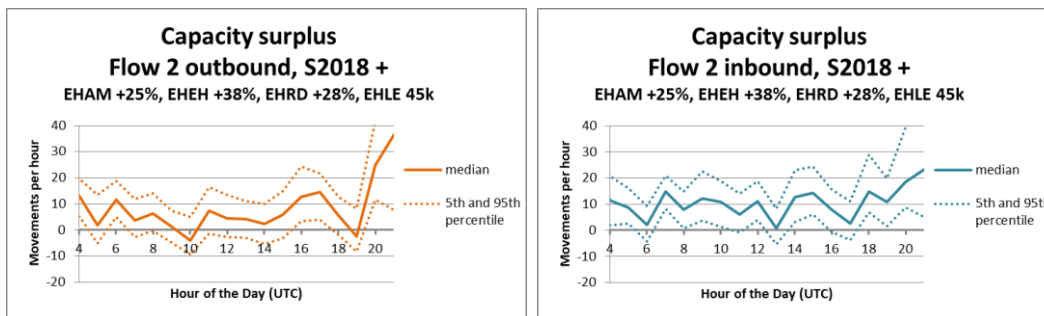 Capacity surplus
Flow 2 outbound, S2018 +
EHAM +25%, EHEH +38%, EHRD +28%, EHLE 45k
Movements per hour
40
30
20
10
0
-10
-20
4 6 8 10 12 14 16 18 20
Hour of the Day (UTC)
median
5th and 95th
percentile
Capacity surplus
Flow 2 inbound, S2018 +
EHAM +25%, EHEH +38%, EHRD +28%, EHLE 45k
Movements per hour
40
30
20
10
0
-10
-20
4 6 8 10 12 14 16 18 20
Hour of the Day (UTC)
median
5th and 95th
percentile